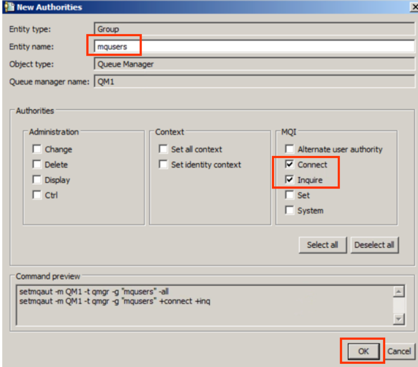 New Authorities
Entity type: Group
Entity name: mqusers
Object type: Queue Manager
Queue manager name: QM1
Authorities
Administration Context MQI
Change Set all context Alternate user authority
Delete Set identity context Connect
Display Inquire
Ctrl Set
System
Select all Deselect all
Command preview
setmqaut -m QM1 -t qmgr -g "mqusers" -all
setmqaut -m QM1 -t qmgr -g "mqusers" +connect +inq
OK Cancel